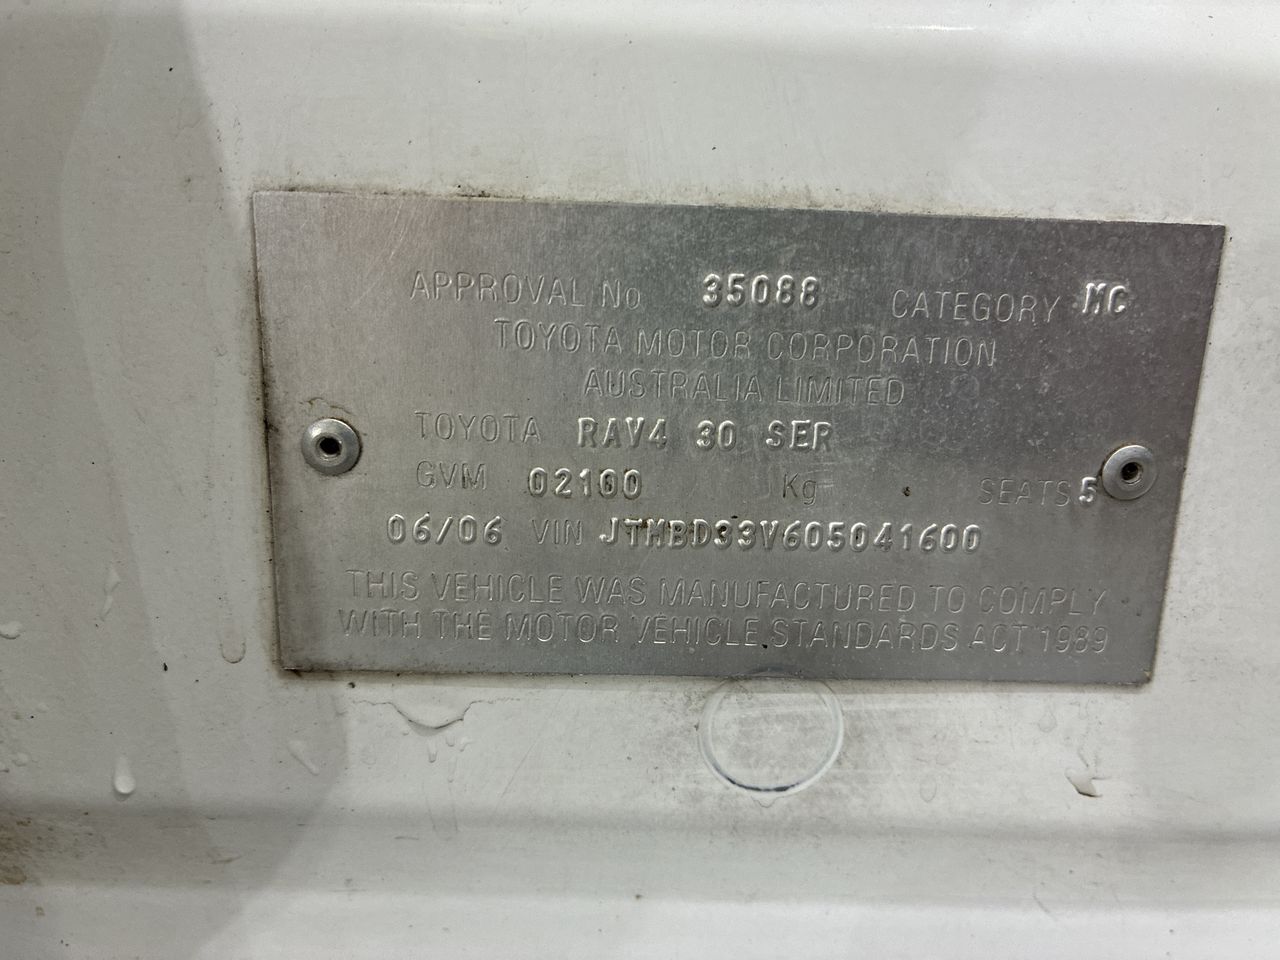 APPROVAL No 35088 CATEGORY MC
TOYOTA MOTOR CORPORATION
AUSTRALIA LIMITED
TOYOTA RAV4 30 SER
GVM 02100 Kg SEATS 5
06/06 VIN JTMBD33V605041600
THIS VEHICLE WAS MANUFACTURED TO COMPLY
WITH THE MOTOR VEHICLE STANDARDS ACT 1989